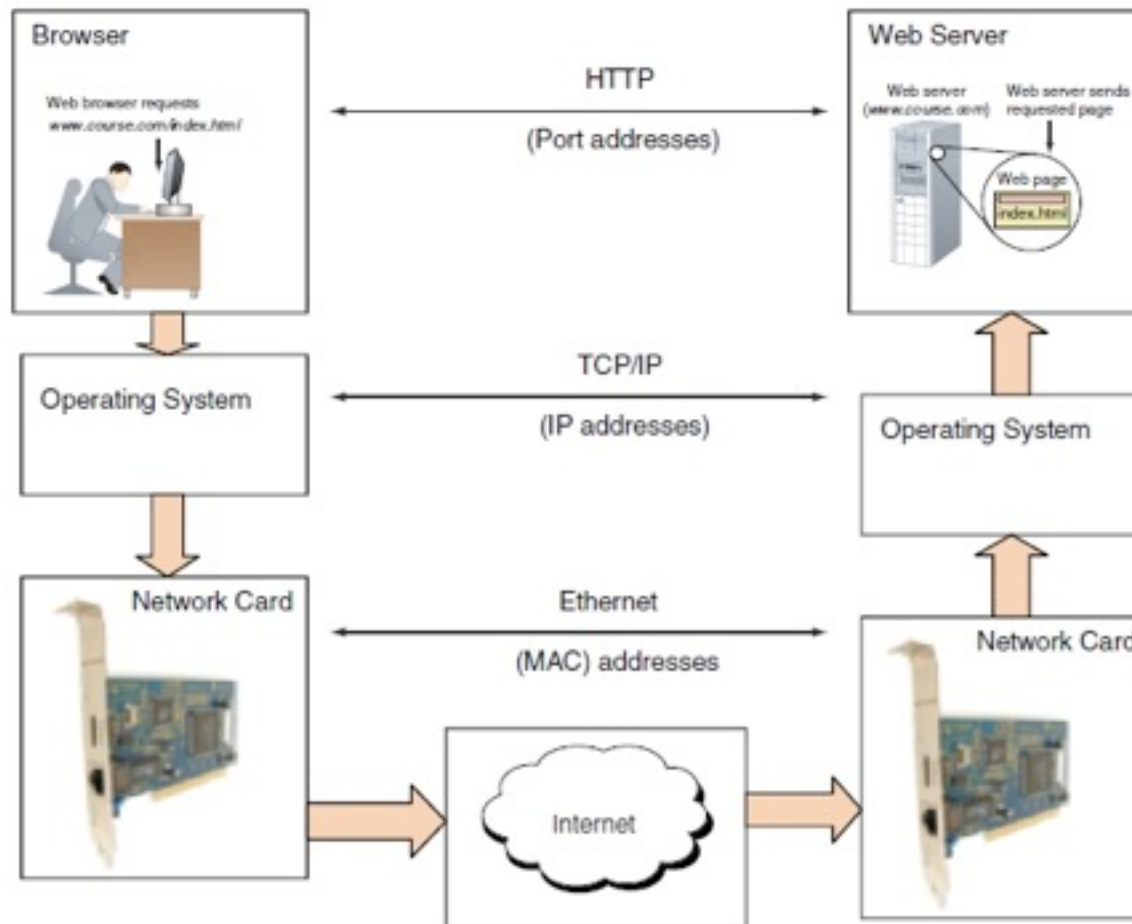 Browser
Web browser requests
www.course.com/index.html
HTTP
(Port addresses)
Web Server
Web server
(www.course.com)
Web server sends
requested page
Web page
index.html
Operating System
TCP/IP
(IP addresses)
Operating System
Network Card
Ethernet
(MAC) addresses
Network Card
Internet